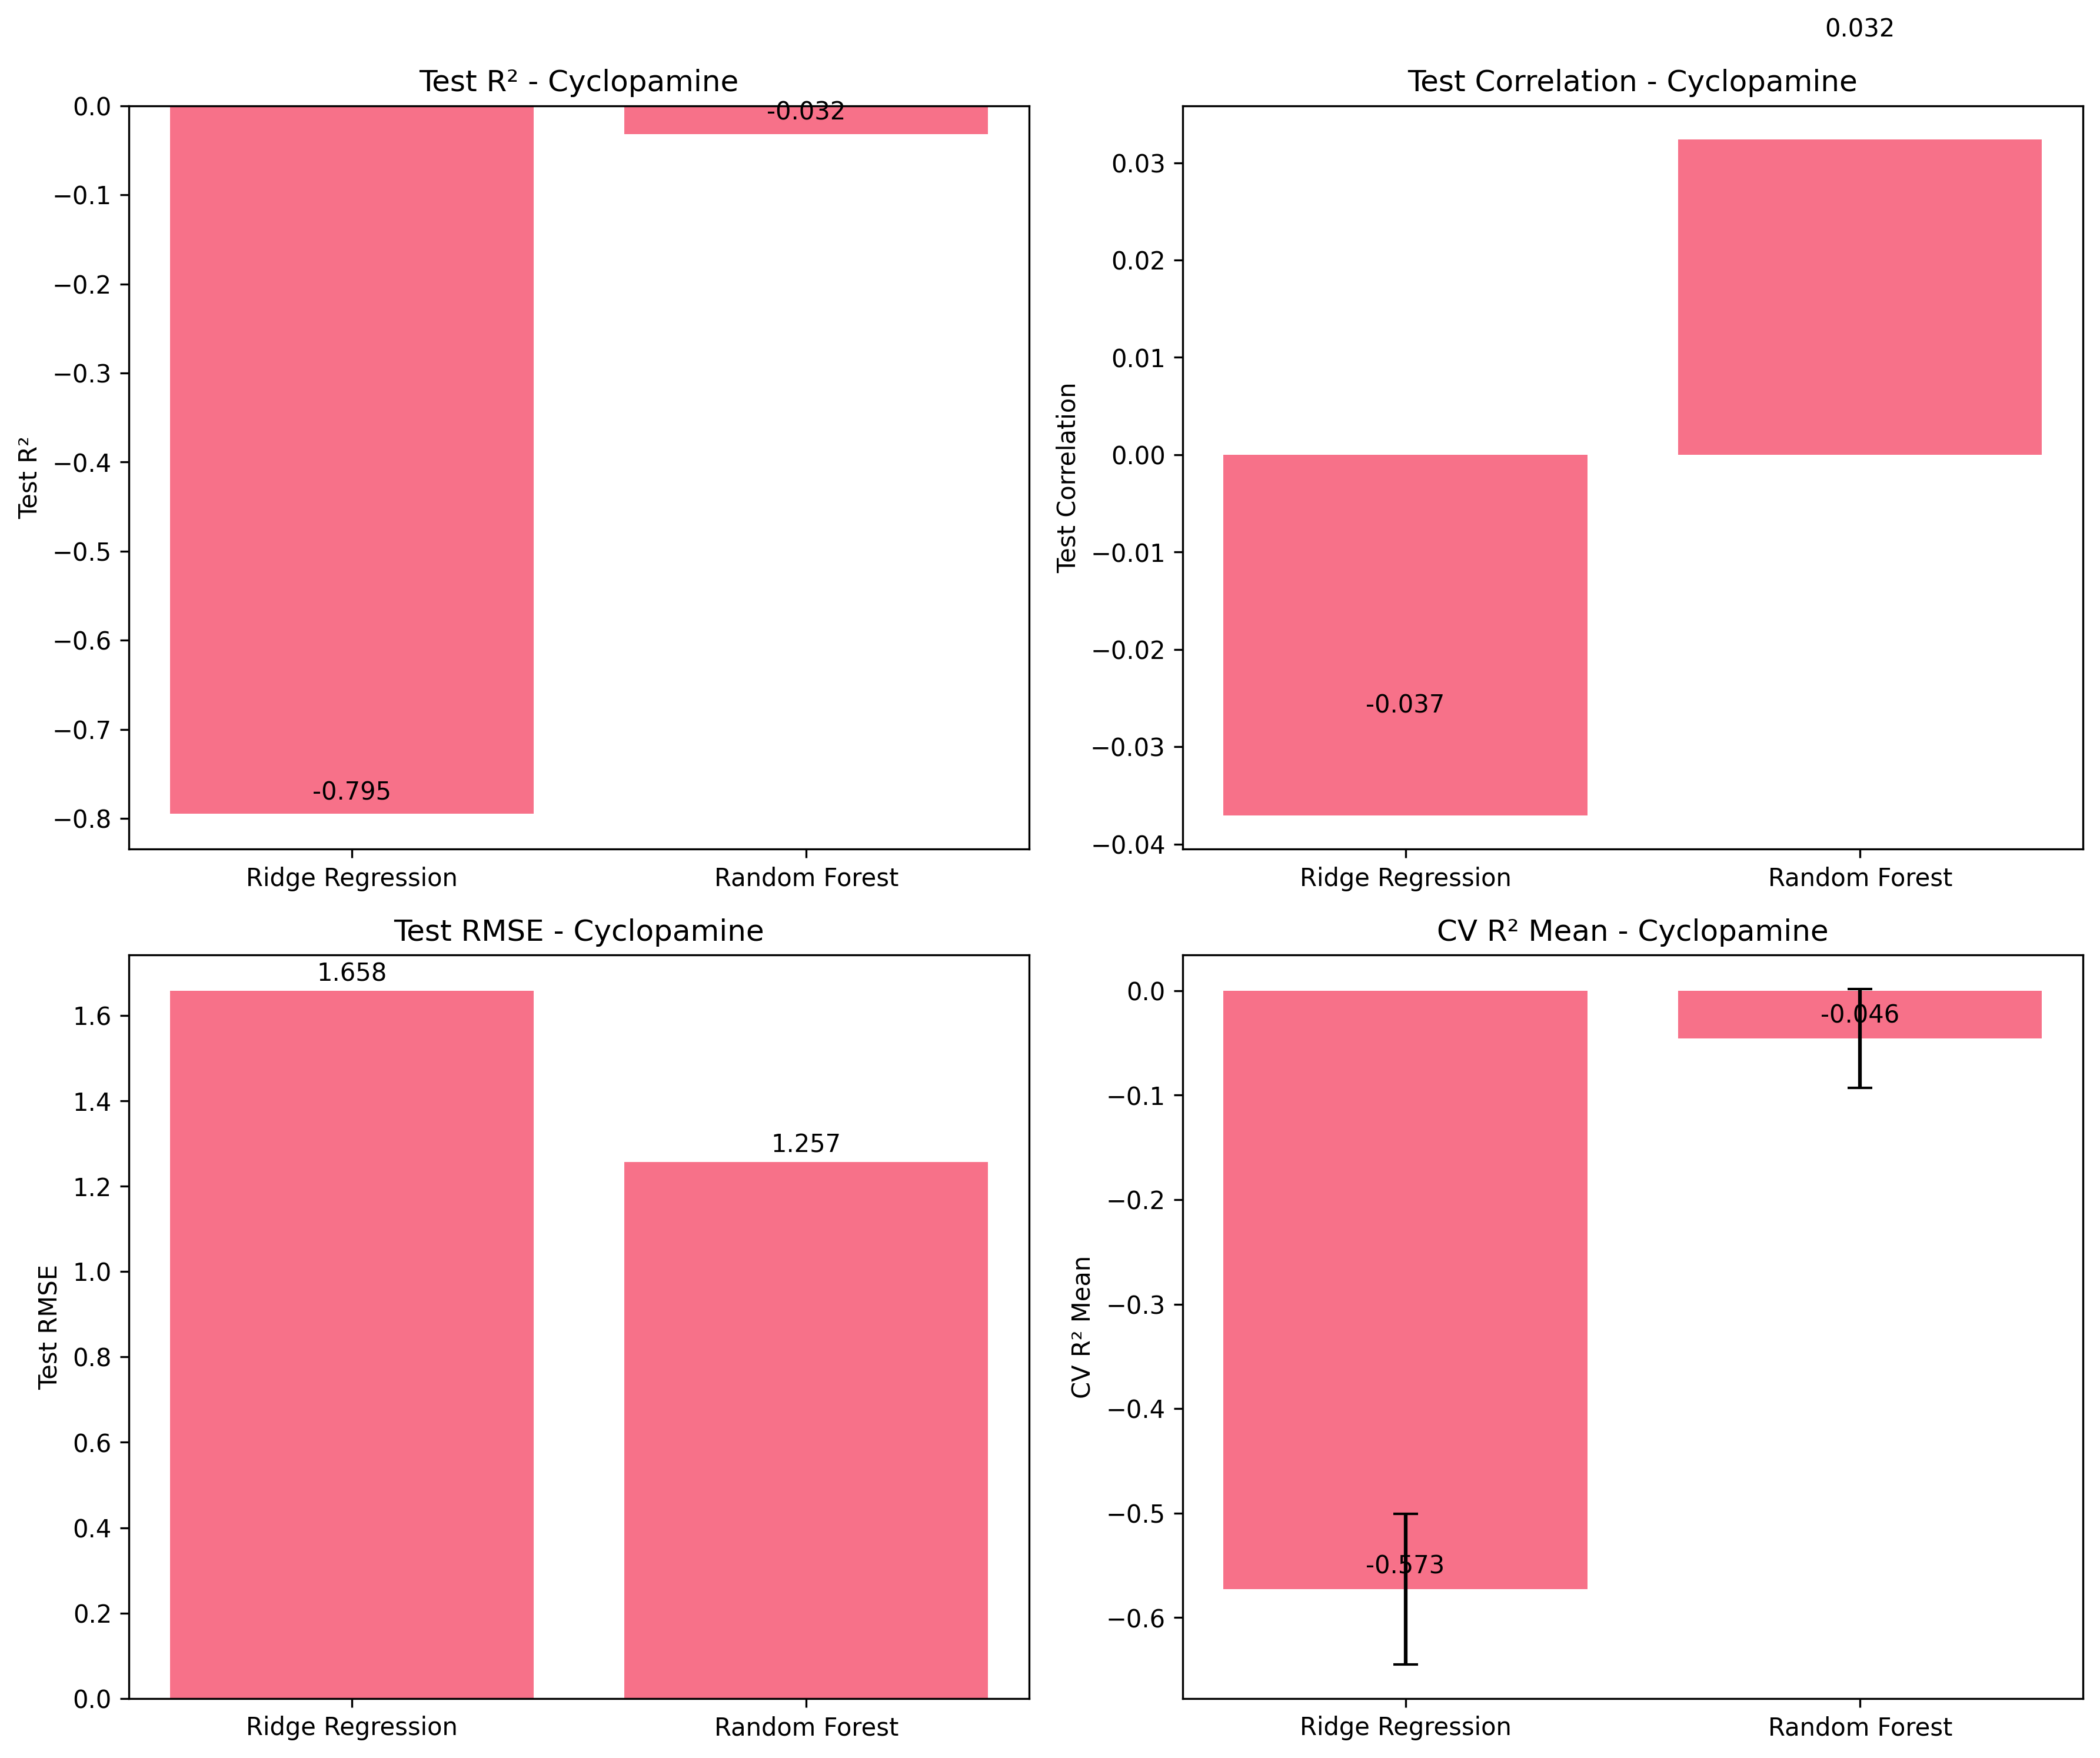 Test R² - Cyclopamine
Test R²
0.0
−0.1
−0.2
−0.3
−0.4
−0.5
−0.6
−0.7
−0.8
-0.795
-0.032
Ridge Regression
Random Forest
0.032
Test Correlation - Cyclopamine
Test Correlation
0.03
0.02
0.01
0.00
−0.01
−0.02
−0.03
−0.04
-0.037
Ridge Regression
Random Forest
Test RMSE - Cyclopamine
Test RMSE
1.6
1.4
1.2
1.0
0.8
0.6
0.4
0.2
0.0
1.658
1.257
Ridge Regression
Random Forest
CV R² Mean - Cyclopamine
CV R² Mean
0.0
−0.1
−0.2
−0.3
−0.4
−0.5
−0.6
-0.573
-0.046
Ridge Regression
Random Forest